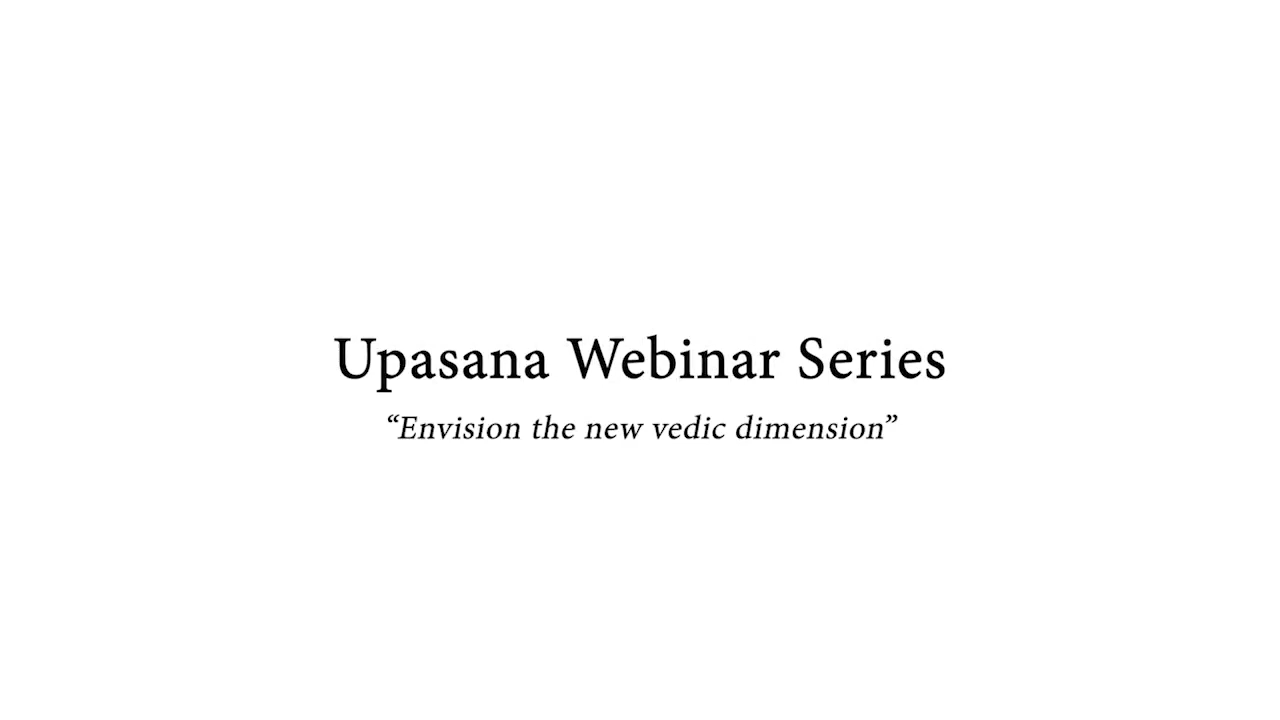 Upasana Webinar Series
“Envision the new vedic dimension”